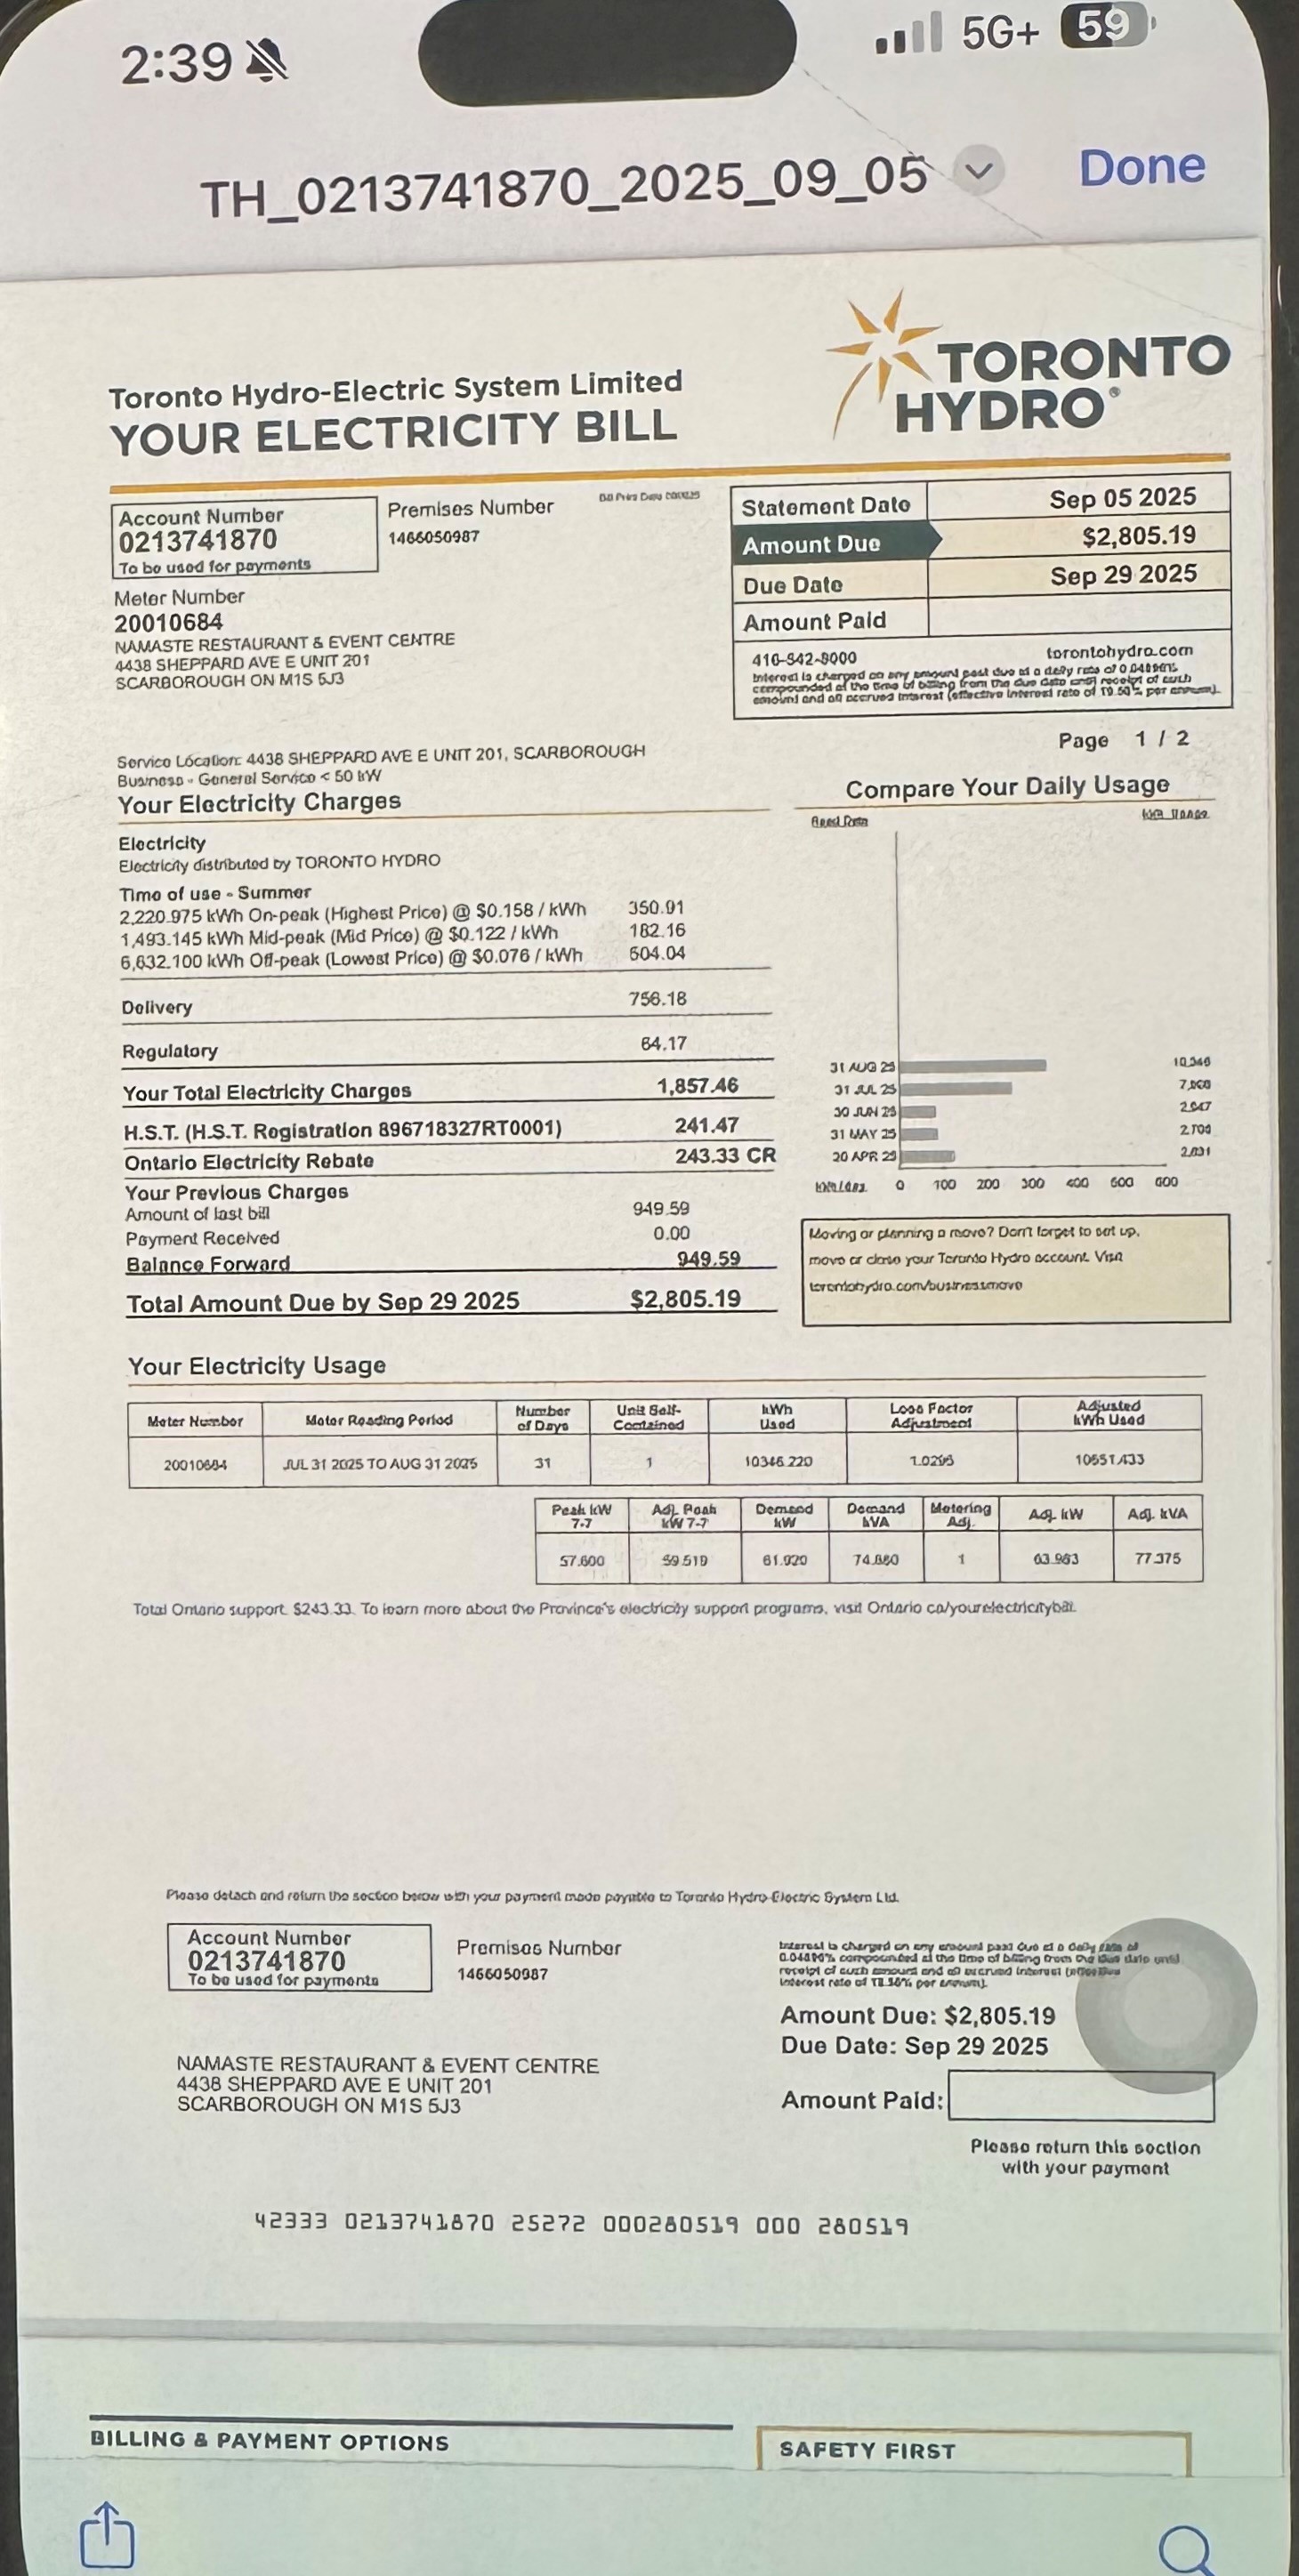 2:39
5G+ 59
TH_0213741870_2025_09_05
Done
TORONTO
HYDRO
Toronto Hydro-Electric System Limited
YOUR ELECTRICITY BILL
Account Number
0213741870
To be used for payments
Premises Number
1466050987
Statement Date Sep 05 2025
Amount Due $2,805.19
Due Date Sep 29 2025
Amount Paid
Meter Number
20010684
NAMASTE RESTAURANT & EVENT CENTRE
4438 SHEPPARD AVE E UNIT 201
SCARBOROUGH ON M1S 5J3
416-542-8000 torontohydro.com
Interest is charged on any amount past due at a daily rate of
compounded at the time of billing from the due date until receipt of such
amount and all accrued interest (effective interest rate of 19.56% per annum).
Page 1 / 2
Service Location: 4438 SHEPPARD AVE E UNIT 201, SCARBOROUGH
Business - General Service < 50 kW
Your Electricity Charges
Electricity
Electricity distributed by TORONTO HYDRO
Time of use - Summer
2,220.975 kWh On-peak (Highest Price) @ $0.158 / kWh 350.91
1,493.145 kWh Mid-peak (Mid Price) @ $0.122 / kWh 182.16
6,632.100 kWh Off-peak (Lowest Price) @ $0.076 / kWh 504.04
Delivery 756.18
Regulatory 64.17
Your Total Electricity Charges 1,857.46
H.S.T. (H.S.T. Registration 896718327RT0001) 241.47
Ontario Electricity Rebate 243.33 CR
Your Previous Charges
Amount of last bill 949.59
Payment Received 0.00
Balance Forward 949.59
Total Amount Due by Sep 29 2025 $2,805.19
Compare Your Daily Usage
Read Date
31 AUG 25 10,346
31 JUL 25
30 JUN 25
31 MAY 25
20 APR 25
0 100 200 300 400 500 600
Moving or planning a move? Don't forget to set up,
move or close your Toronto Hydro account. Visit
torontohydro.com/businessmove
Your Electricity Usage
Meter Number Meter Reading Period Number of Days Unit Self-Contained kWh Used Loss Factor Adjustment Adjusted kWh Used
20010684 JUL 31 2025 TO AUG 31 2025 31 1 10346.220 1.0295 10651.433
Peak kW 7-7 Adj. Peak kW 7-7 Demand kW Demand kVA Metering Adj. Adj. kW Adj. kVA
57.600 59.519 61.920 74.880 1 63.983 77.375
Total Ontario support: $243.33. To learn more about the Province's electricity support programs, visit Ontario.ca/yourelectricitybill.
Please detach and return the section below with your payment made payable to Toronto Hydro-Electric System Ltd.
Account Number
0213741870
To be used for payments
Premises Number
1466050987
Interest is charged on any amount past due at a daily rate of
compounded at the time of billing from the due date until
receipt of such amount and all accrued interest (effective
interest rate of per annum).
Amount Due: $2,805.19
Due Date: Sep 29 2025
NAMASTE RESTAURANT & EVENT CENTRE
4438 SHEPPARD AVE E UNIT 201
SCARBOROUGH ON M1S 5J3
Amount Paid:
Please return this section
with your payment
42333 0213741870 25272 000280519 000 280519
BILLING & PAYMENT OPTIONS
SAFETY FIRST